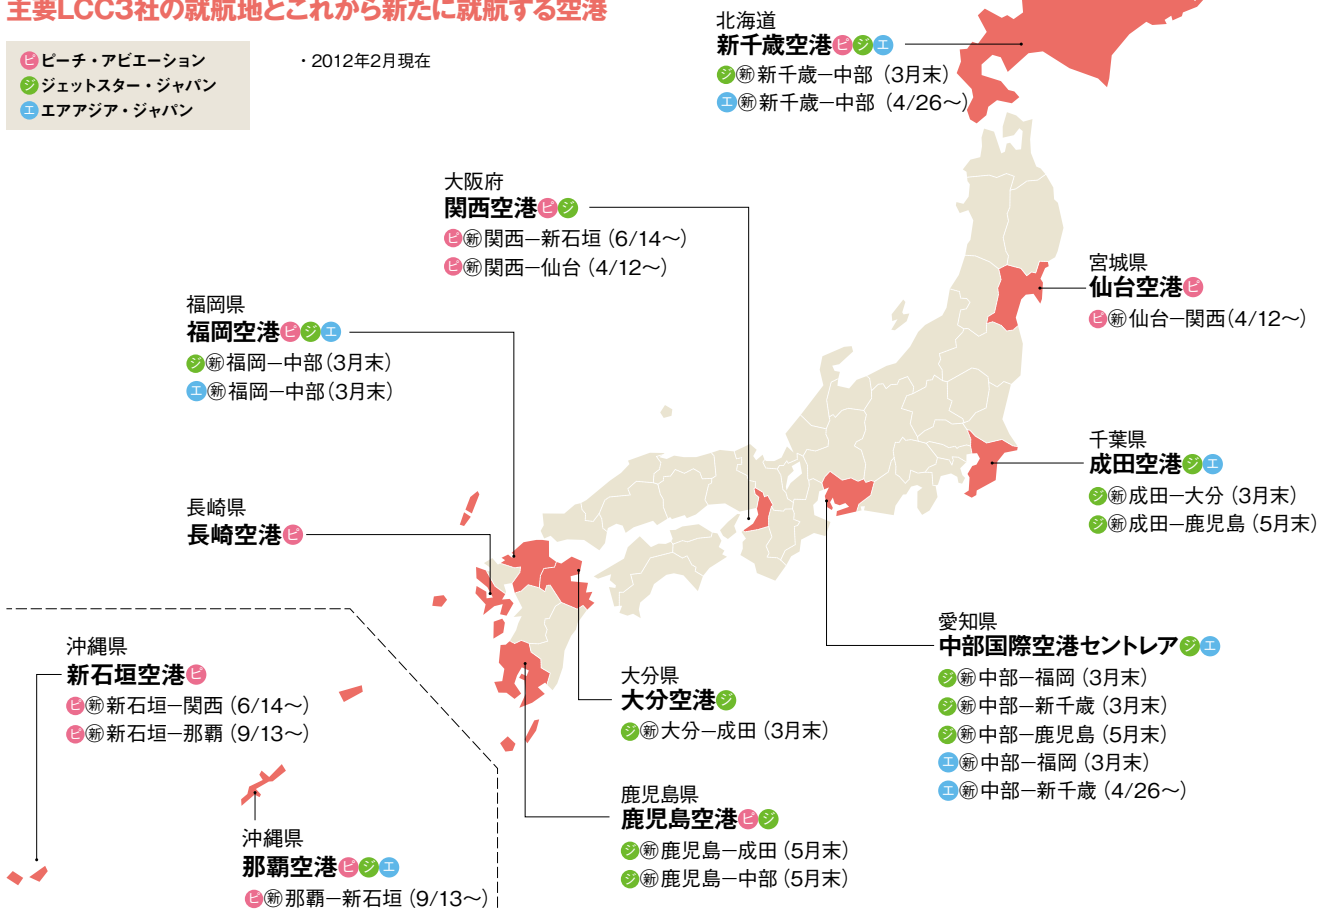 主要LCC3社の就航地とこれから新たに就航する空港
ピ ピーチ・アビエーション
ジ ジェットスター・ジャパン
エ エアアジア・ジャパン
・2012年2月現在
北海道
新千歳空港 ピ ジ エ
ジ 新 新千歳ー中部（3月末）
エ 新 新千歳ー中部（4/26〜）
大阪府
関西空港 ピ ジ
ピ 新 関西ー新石垣（6/14〜）
ピ 新 関西ー仙台（4/12〜）
宮城県
仙台空港 ピ
ピ 新 仙台ー関西（4/12〜）
福岡県
福岡空港 ピ ジ エ
ジ 新 福岡ー中部（3月末）
エ 新 福岡ー中部（3月末）
千葉県
成田空港 ジ エ
ジ 新 成田ー大分（3月末）
ジ 新 成田ー鹿児島（5月末）
長崎県
長崎空港 ピ
愛知県
中部国際空港セントレア ジ エ
ジ 新 中部ー福岡（3月末）
ジ 新 中部ー新千歳（3月末）
ジ 新 中部ー鹿児島（5月末）
エ 新 中部ー福岡（3月末）
エ 新 中部ー新千歳（4/26〜）
沖縄県
新石垣空港 ピ
ピ 新 新石垣ー関西（6/14〜）
ピ 新 新石垣ー那覇（9/13〜）
大分県
大分空港 ジ
ジ 新 大分ー成田（3月末）
鹿児島県
鹿児島空港 ピ ジ
ジ 新 鹿児島ー成田（5月末）
ジ 新 鹿児島ー中部（5月末）
沖縄県
那覇空港 ピ ジ エ
ピ 新 那覇ー新石垣（9/13〜）